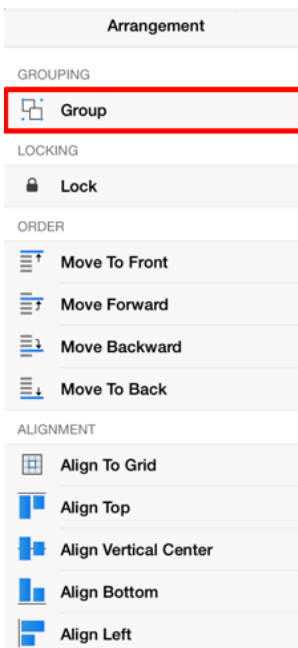 Arrangement
GROUPING
Group
LOCKING
Lock
ORDER
Move To Front
Move Forward
Move Backward
Move To Back
ALIGNMENT
Align To Grid
Align Top
Align Vertical Center
Align Bottom
Align Left